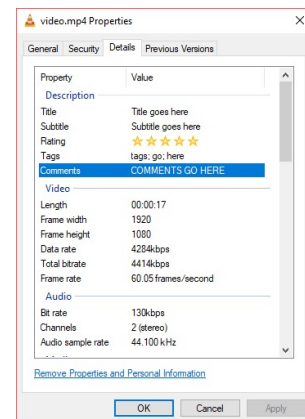 video.mp4 Properties
General Security Details Previous Versions
Property Value
Description
Title Title goes here
Subtitle Subtitle goes here
Rating
Tags tags; go; here
Comments COMMENTS GO HERE
Video
Length 00:00:17
Frame width 1920
Frame height 1080
Data rate 4284kbps
Total bitrate 4414kbps
Frame rate 60.05 frames/second
Audio
Bit rate 130kbps
Channels 2 (stereo)
Audio sample rate 44.100 kHz
Remove Properties and Personal Information
OK Cancel Apply